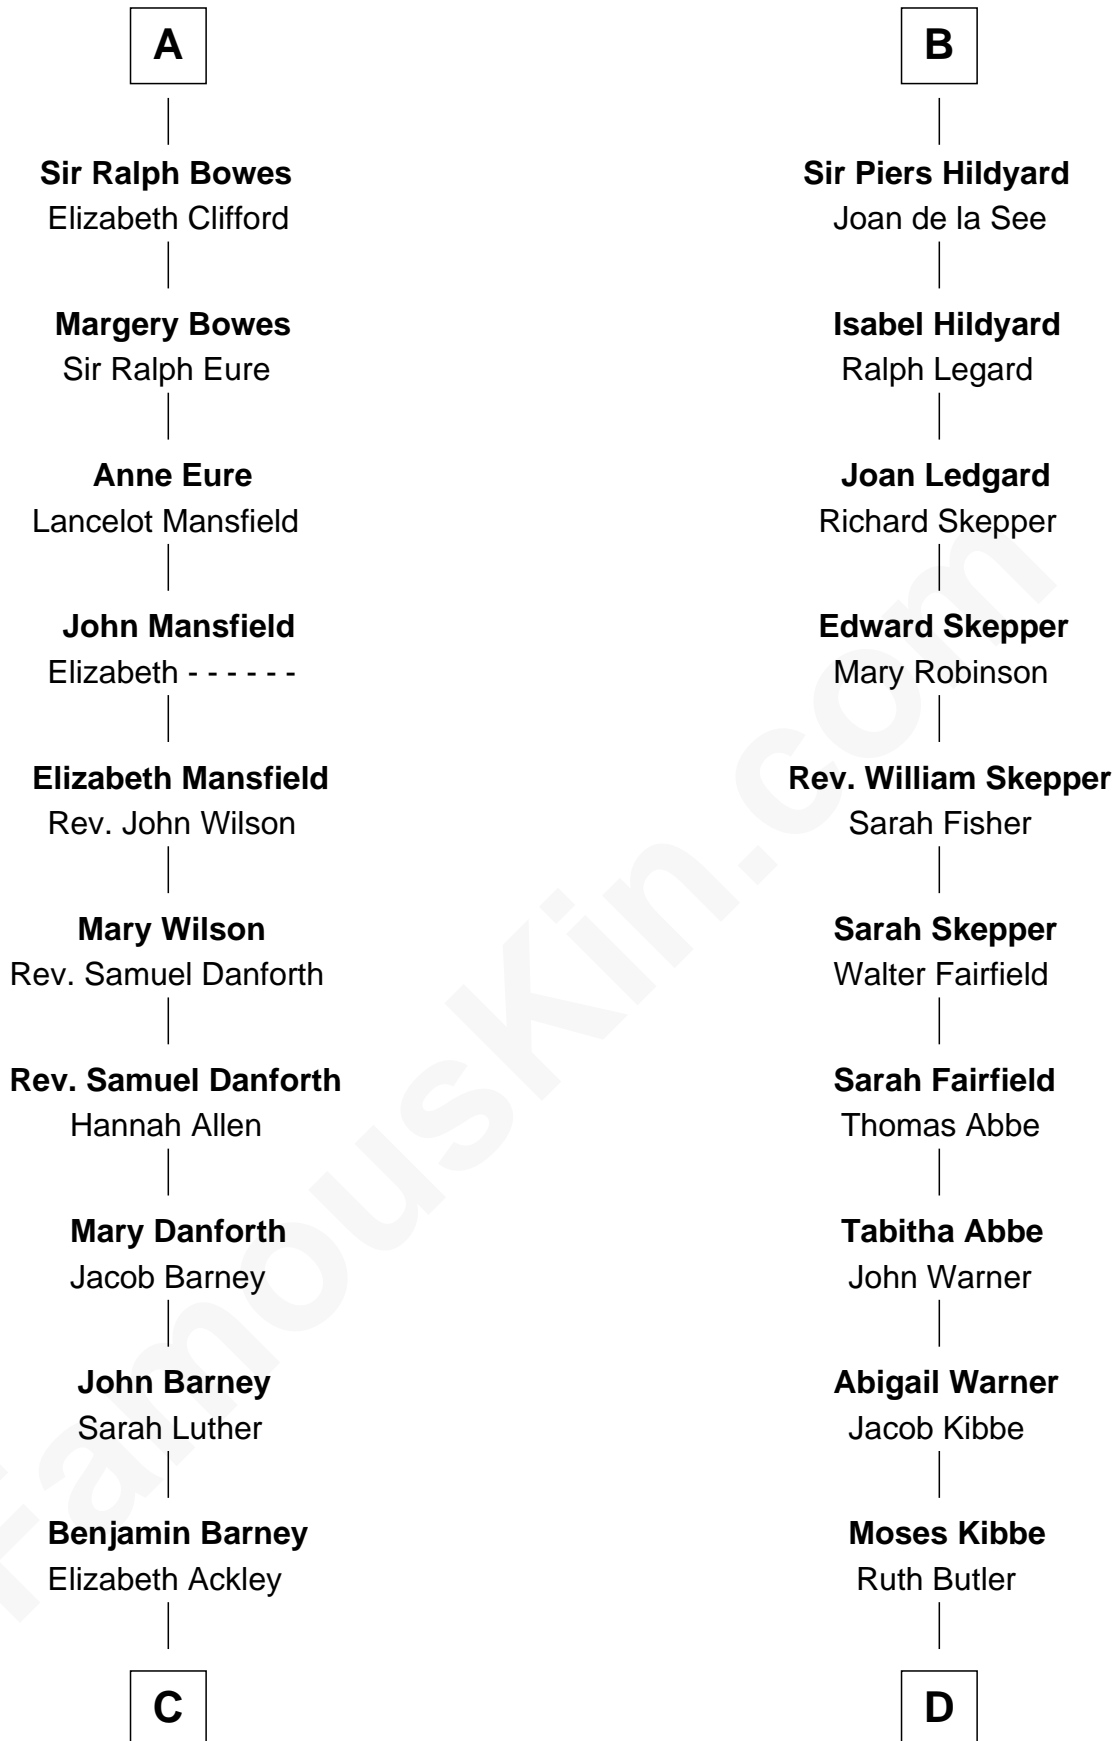 A
Sir Ralph Bowes
Elizabeth Clifford
Margery Bowes
Sir Ralph Eure
Anne Eure
Lancelot Mansfield
John Mansfield
Elizabeth - - - - - -
Elizabeth Mansfield
Rev. John Wilson
Mary Wilson
Rev. Samuel Danforth
Rev. Samuel Danforth
Hannah Allen
Mary Danforth
Jacob Barney
John Barney
Sarah Luther
Benjamin Barney
Elizabeth Ackley
C
B
Sir Piers Hildyard
Joan de la See
Isabel Hildyard
Ralph Legard
Joan Ledgard
Richard Skepper
Edward Skepper
Mary Robinson
Rev. William Skepper
Sarah Fisher
Sarah Skepper
Walter Fairfield
Sarah Fairfield
Thomas Abbe
Tabitha Abbe
John Warner
Abigail Warner
Jacob Kibbe
Moses Kibbe
Ruth Butler
D
FamousKin.com